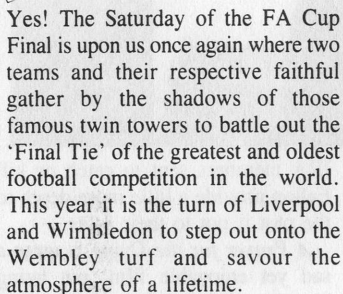 Yes! The Saturday of the FA Cup
Final is upon us once again where two
teams and their respective faithful
gather by the shadows of those
famous twin towers to battle out the
‘Final Tie’ of the greatest and oldest
football competition in the world.
This year it is the turn of Liverpool
and Wimbledon to step out onto the
Wembley turf and savour the
atmosphere of a lifetime.